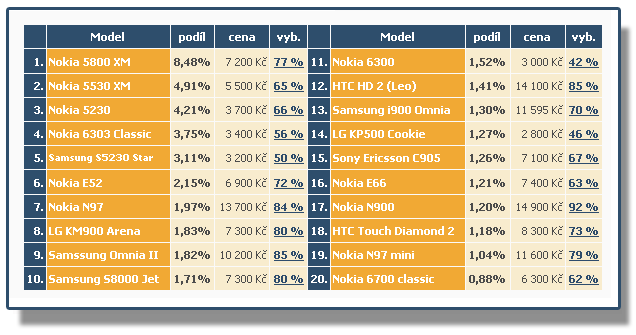 Model podíl cena vyb. Model podíl cena vyb.
1. Nokia 5800 XM 8,48% 7 200 Kč 77 % 11. Nokia 6300 1,52% 3 000 Kč 42 %
2. Nokia 5530 XM 4,91% 5 500 Kč 65 % 12. HTC HD 2 (Leo) 1,41% 14 100 Kč 85 %
3. Nokia 5230 4,21% 3 700 Kč 66 % 13. Samsung i900 Omnia 1,30% 11 595 Kč 70 %
4. Nokia 6303 Classic 3,75% 3 400 Kč 56 % 14. LG KP500 Cookie 1,27% 2 800 Kč 46 %
5. Samsung S5230 Star 3,11% 3 200 Kč 50 % 15. Sony Ericsson C905 1,26% 7 100 Kč 67 %
6. Nokia E52 2,15% 6 900 Kč 72 % 16. Nokia E66 1,21% 7 400 Kč 63 %
7. Nokia N97 1,97% 13 700 Kč 84 % 17. Nokia N900 1,20% 14 900 Kč 92 %
8. LG KM900 Arena 1,83% 7 300 Kč 80 % 18. HTC Touch Diamond 2 1,18% 8 300 Kč 73 %
9. Samssung Omnia II 1,82% 10 200 Kč 85 % 19. Nokia N97 mini 1,04% 11 600 Kč 79 %
10. Samsung S8000 Jet 1,71% 7 300 Kč 80 % 20. Nokia 6700 classic 0,88% 6 300 Kč 62 %